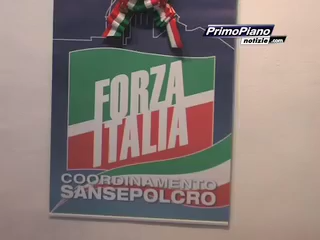 PrimoPiano
notizie.com
FORZA
ITALIA
COORDINAMENTO
SANSEPOLCRO